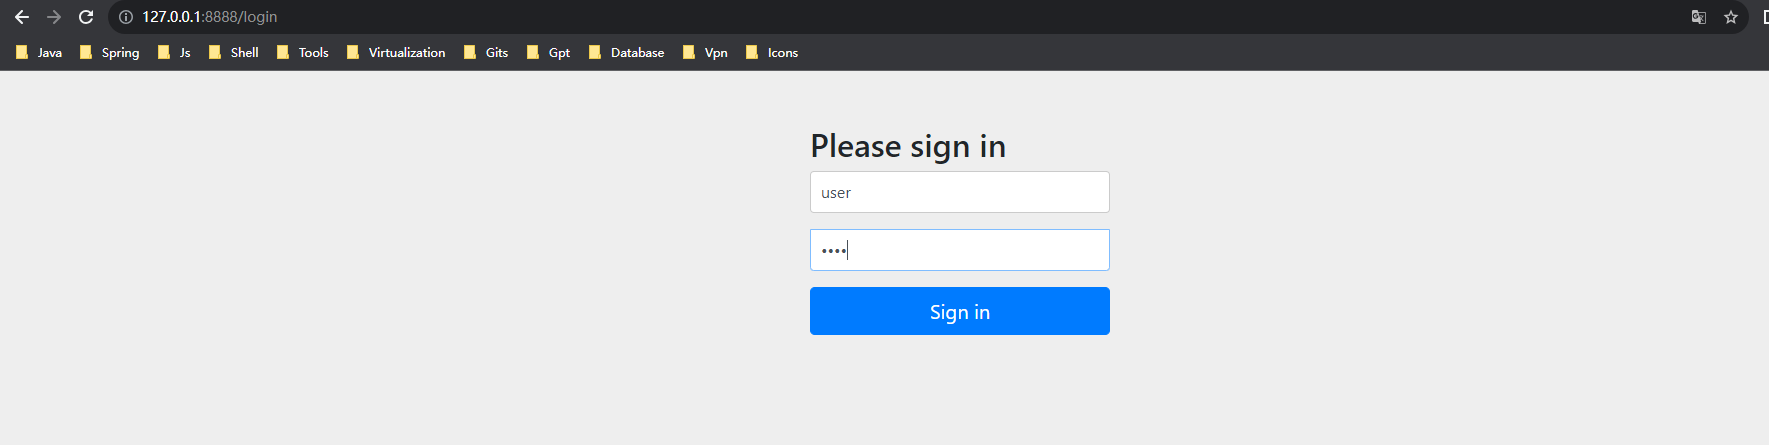 127.0.0.1:8888/login
Java Spring Js Shell Tools Virtualization Gits Gpt Database Vpn Icons
Please sign in
user
••••
Sign in